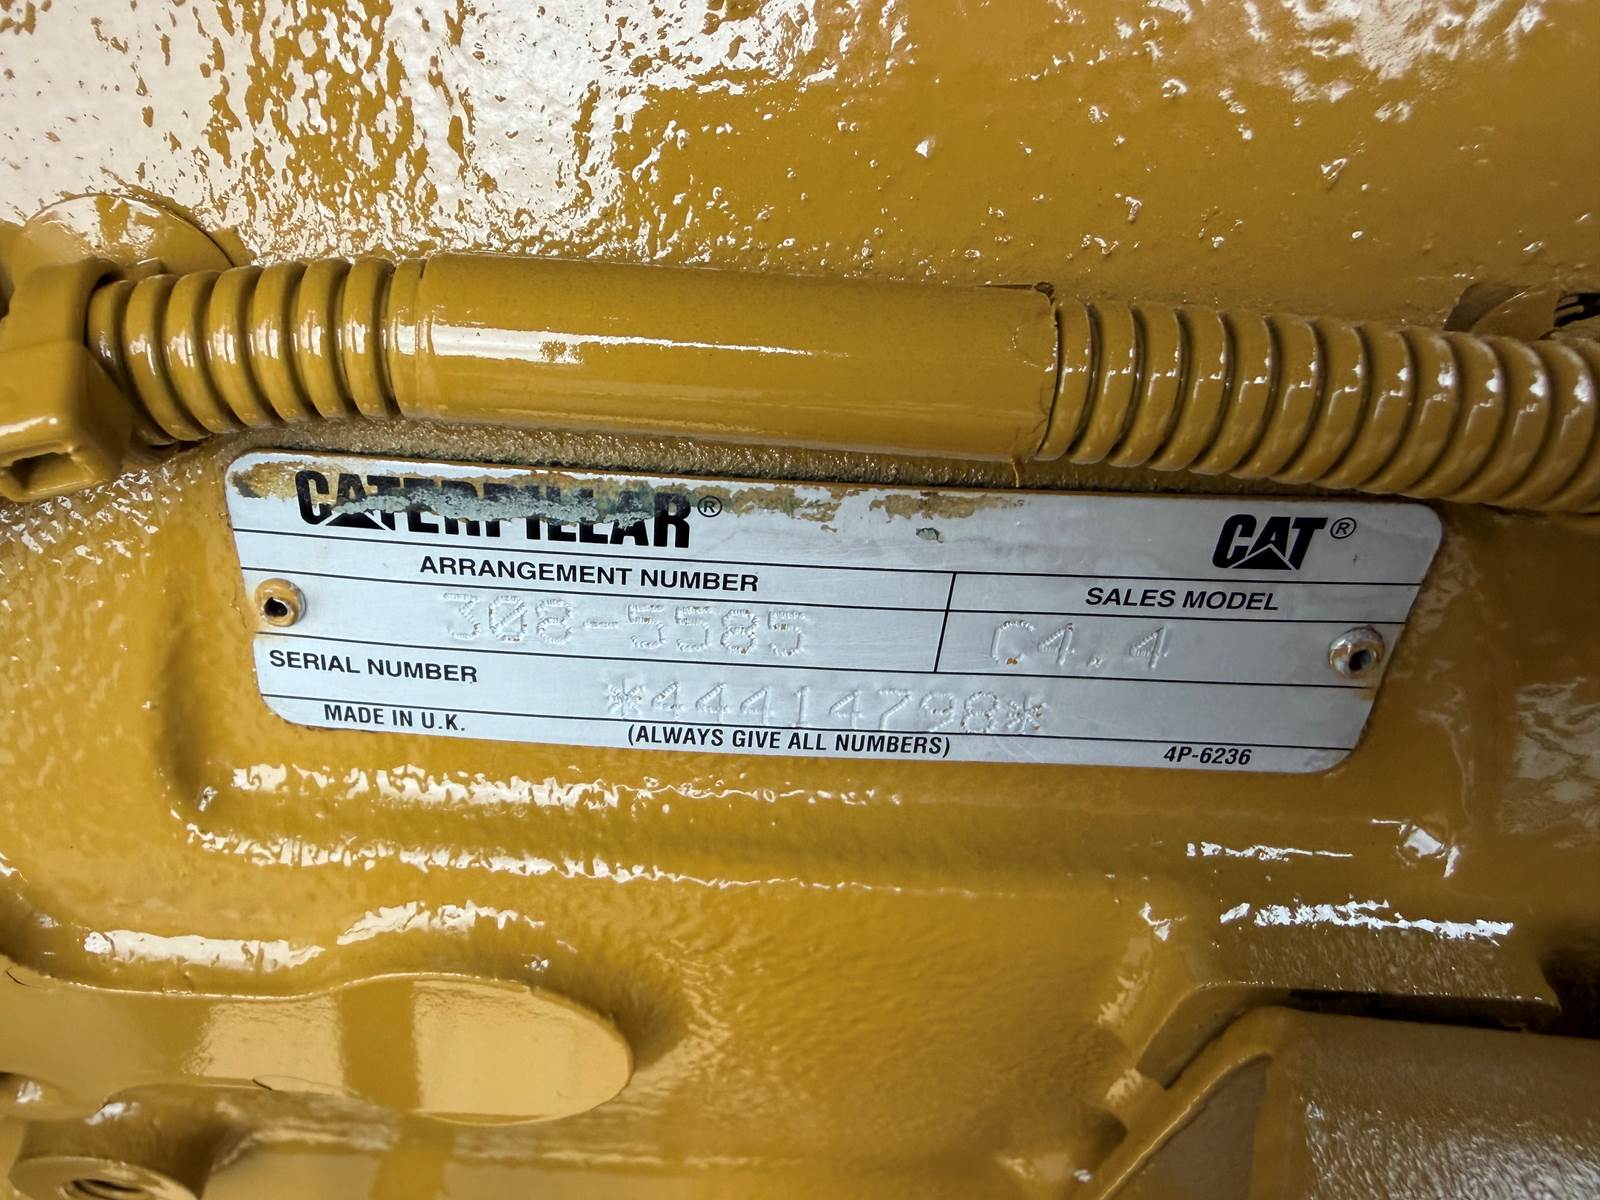 CATERPILLAR® CAT®
ARRANGEMENT NUMBER SALES MODEL
308-5585 C4.4
SERIAL NUMBER *44414798*
MADE IN U.K. (ALWAYS GIVE ALL NUMBERS) 4P-6236